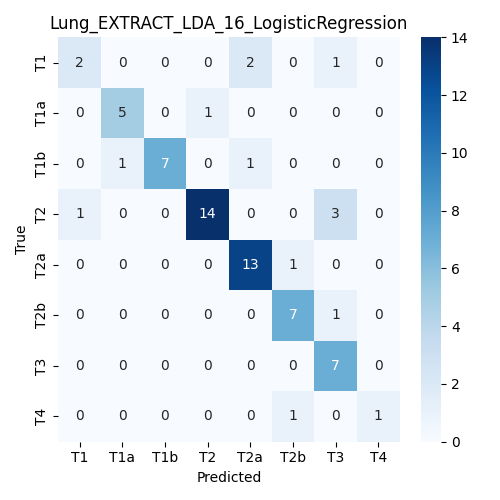 Lung_EXTRACT_LDA_16_LogisticRegression
T1 2 0 0 0 2 0 1 0
T1a 0 5 0 1 0 0 0 0
T1b 0 1 7 0 1 0 0 0
T2 1 0 0 14 0 0 3 0
T2a 0 0 0 0 13 1 0 0
T2b 0 0 0 0 0 7 1 0
T3 0 0 0 0 0 0 7 0
T4 0 0 0 0 0 1 0 1
T1 T1a T1b T2 T2a T2b T3 T4
Predicted
True
14
12
10
8
6
4
2
0